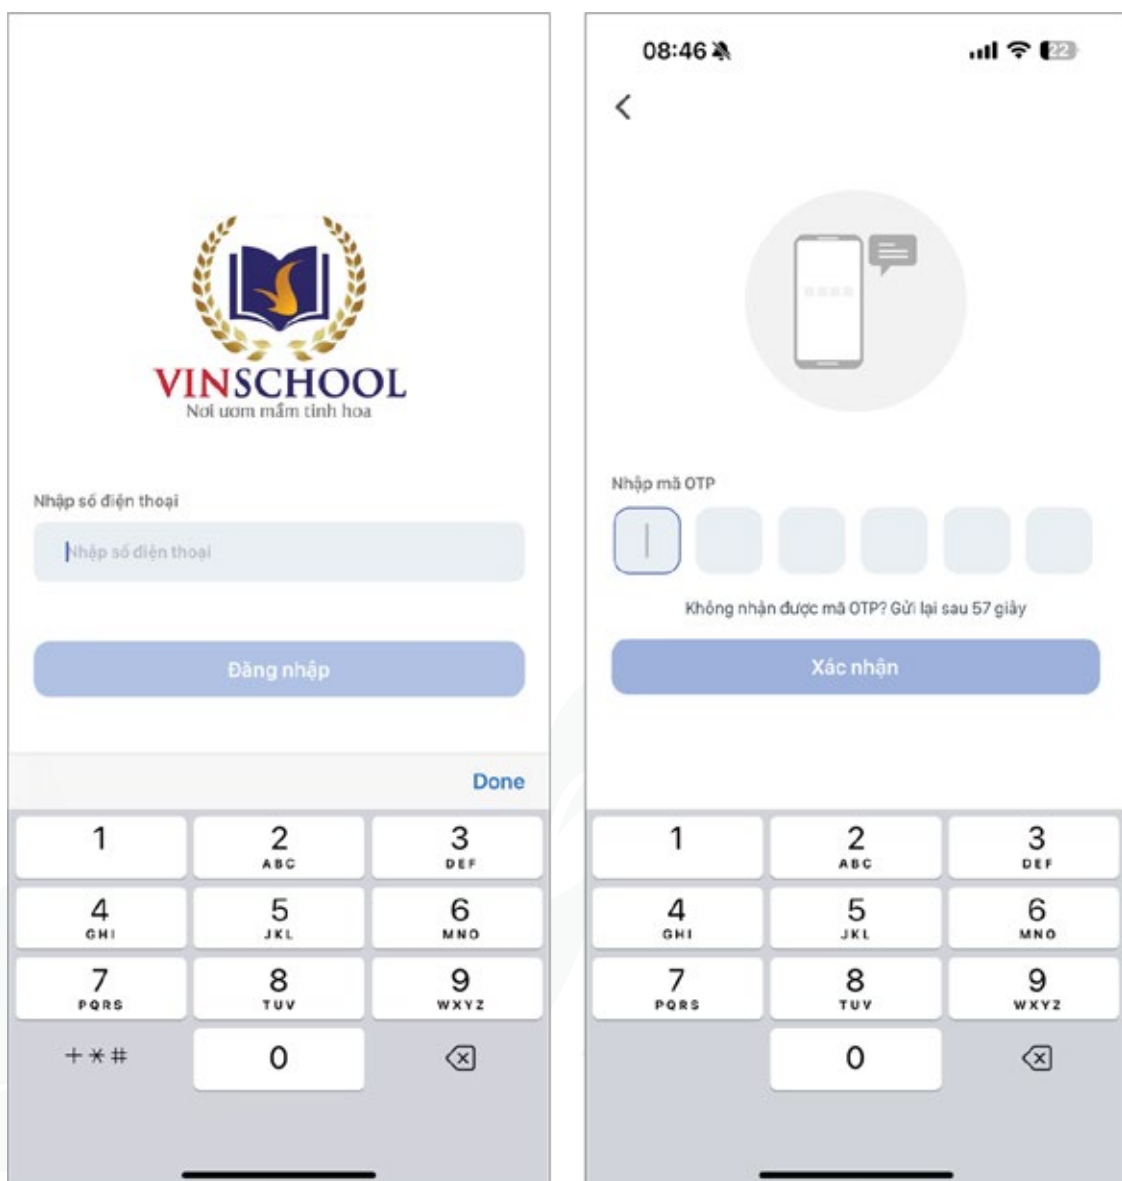 VINSCHOOL
Nơi ươm mầm tinh hoa
Nhập số điện thoại
Nhập số điện thoại
Đăng nhập
Done
1 2 3
ABC DEF
4 5 6
GHI JKL MNO
7 8 9
PQRS TUV WXYZ
+*# 0
08:46 22
Nhập mã OTP
Không nhận được mã OTP? Gửi lại sau 57 giây
Xác nhận
1 2 3
ABC DEF
4 5 6
GHI JKL MNO
7 8 9
PQRS TUV WXYZ
0